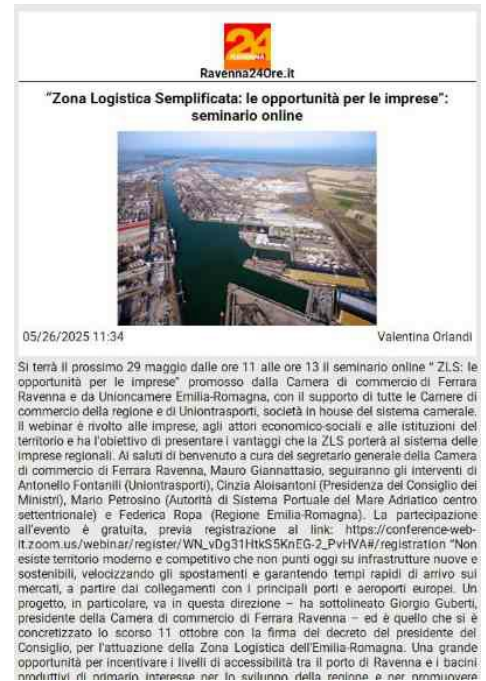 24
RAVENNA
Ravenna24Ore.it
“Zona Logistica Semplificata: le opportunità per le imprese”:
seminario online
05/26/2025 11:34
Valentina Orlandi
Si terrà il prossimo 29 maggio dalle ore 11 alle ore 13 il seminario online “ ZLS: le
opportunità per le imprese” promosso dalla Camera di commercio di Ferrara
Ravenna e da Unioncamere Emilia-Romagna, con il supporto di tutte le Camere di
commercio della regione e di Uniontrasporti, società in house del sistema camerale.
Il webinar è rivolto alle imprese, agli attori economico-sociali e alle istituzioni del
territorio e ha l'obiettivo di presentare i vantaggi che la ZLS porterà al sistema delle
imprese regionali. Ai saluti di benvenuto a cura del segretario generale della Camera
di commercio di Ferrara Ravenna, Mauro Giannattasio, seguiranno gli interventi di
Antonello Fontanili (Uniontrasporti), Cinzia Aloisantoni (Presidenza del Consiglio dei
Ministri), Mario Petrosino (Autorità di Sistema Portuale del Mare Adriatico centro
settentrionale) e Federica Ropa (Regione Emilia-Romagna). La partecipazione
all'evento è gratuita, previa registrazione al link: https://conference-web-
it.zoom.us/webinar/register/WN_vDg31HtkS5KnEG-2_PvHVA#/registration “Non
esiste territorio moderno e competitivo che non punti oggi su infrastrutture nuove e
sostenibili, velocizzando gli spostamenti e garantendo tempi rapidi di arrivo sui
mercati, a partire dai collegamenti con i principali porti e aeroporti europei. Un
progetto, in particolare, va in questa direzione – ha sottolineato Giorgio Guberti,
presidente della Camera di commercio di Ferrara Ravenna – ed è quello che si è
concretizzato lo scorso 11 ottobre con la firma del decreto del presidente del
Consiglio, per l'attuazione della Zona Logistica dell'Emilia-Romagna. Una grande
opportunità per incentivare i livelli di accessibilità tra il porto di Ravenna e i bacini
produttivi di primario interesse per lo sviluppo della regione e per promuovere